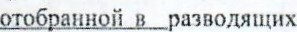 отобранной в разводящих